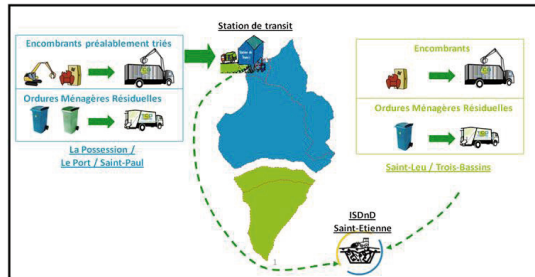 Station de transit
Encombrants préalablement triés
Ordures Ménagères Résiduelles
La Possession /
Le Port / Saint-Paul
Encombrants
Ordures Ménagères Résiduelles
Saint-Leu / Trois-Bassins
ISDnD
Saint-Etienne
1